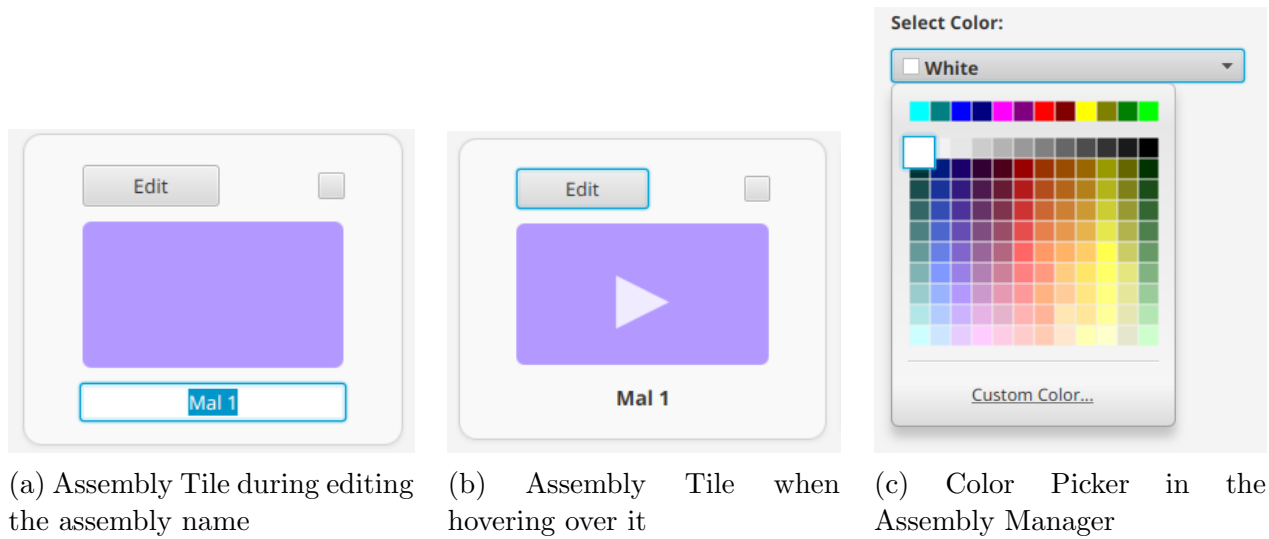 Edit
Mal 1
(a) Assembly Tile during editing
the assembly name
Edit
Mal 1
(b) Assembly Tile when
hovering over it
Select Color:
White
Custom Color...
(c) Color Picker in the
Assembly Manager